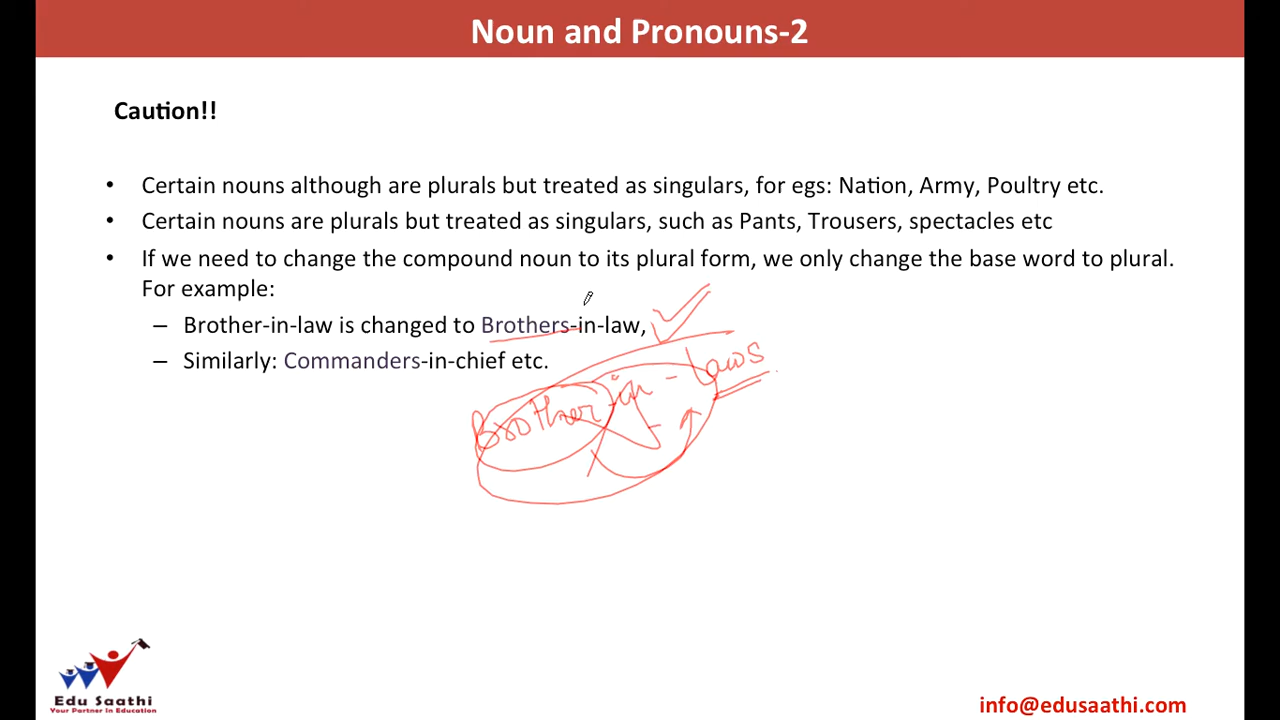 Noun and Pronouns-2
Caution!!
• Certain nouns although are plurals but treated as singulars, for egs: Nation, Army, Poultry etc.
• Certain nouns are plurals but treated as singulars, such as Pants, Trousers, spectacles etc
• If we need to change the compound noun to its plural form, we only change the base word to plural.
For example:
– Brother-in-law is changed to Brothers-in-law,
– Similarly: Commanders-in-chief etc.
Brother-in-Laws
Edu Saathi
Your Partner in Education
info@edusaathi.com